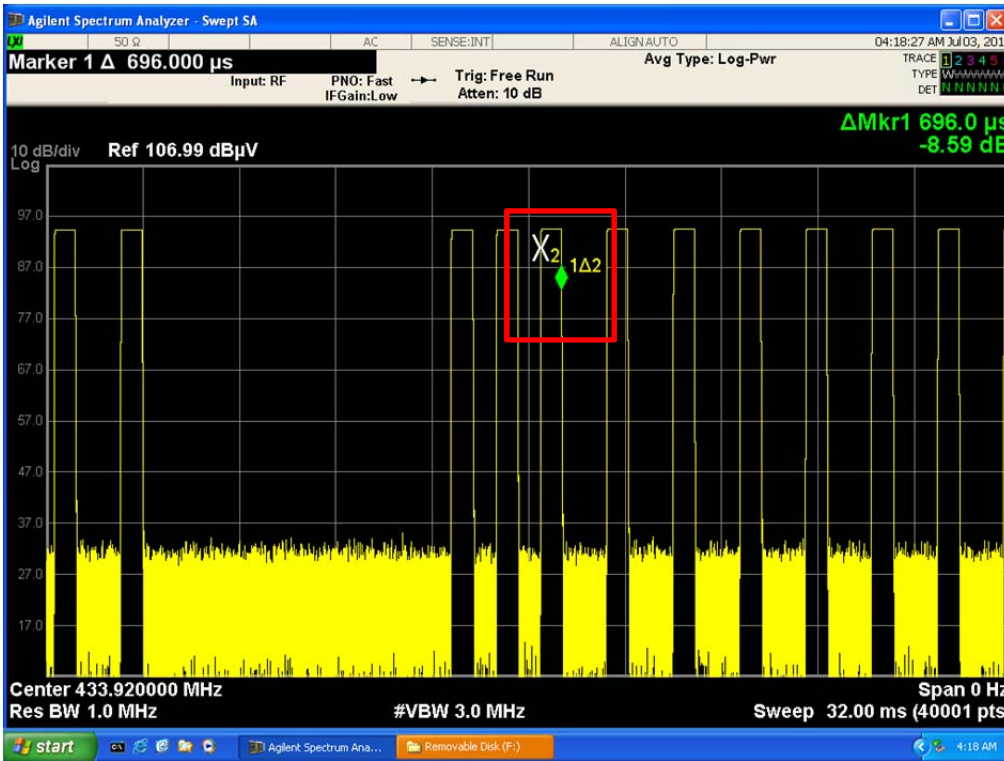 Agilent Spectrum Analyzer - Swept SA
LXI 50 Ω AC SENSE:INT ALIGN AUTO 04:18:27 AM Jul 03, 201
Marker 1 Δ 696.000 µs
Input: RF PNO: Fast Trig: Free Run Avg Type: Log-Pwr TRACE 1 2 3 4 5
IFGain:Low Atten: 10 dB TYPE
DET N N N N N
ΔMkr1 696.0 µs
-8.59 dB
10 dB/div Ref 106.99 dBµV
Log
97.0
87.0
X2 1Δ2
77.0
67.0
57.0
47.0
37.0
27.0
17.0
Center 433.920000 MHz Span 0 Hz
Res BW 1.0 MHz #VBW 3.0 MHz Sweep 32.00 ms (40001 pts
start Agilent Spectrum Ana... Removable Disk (F:) 4:18 AM